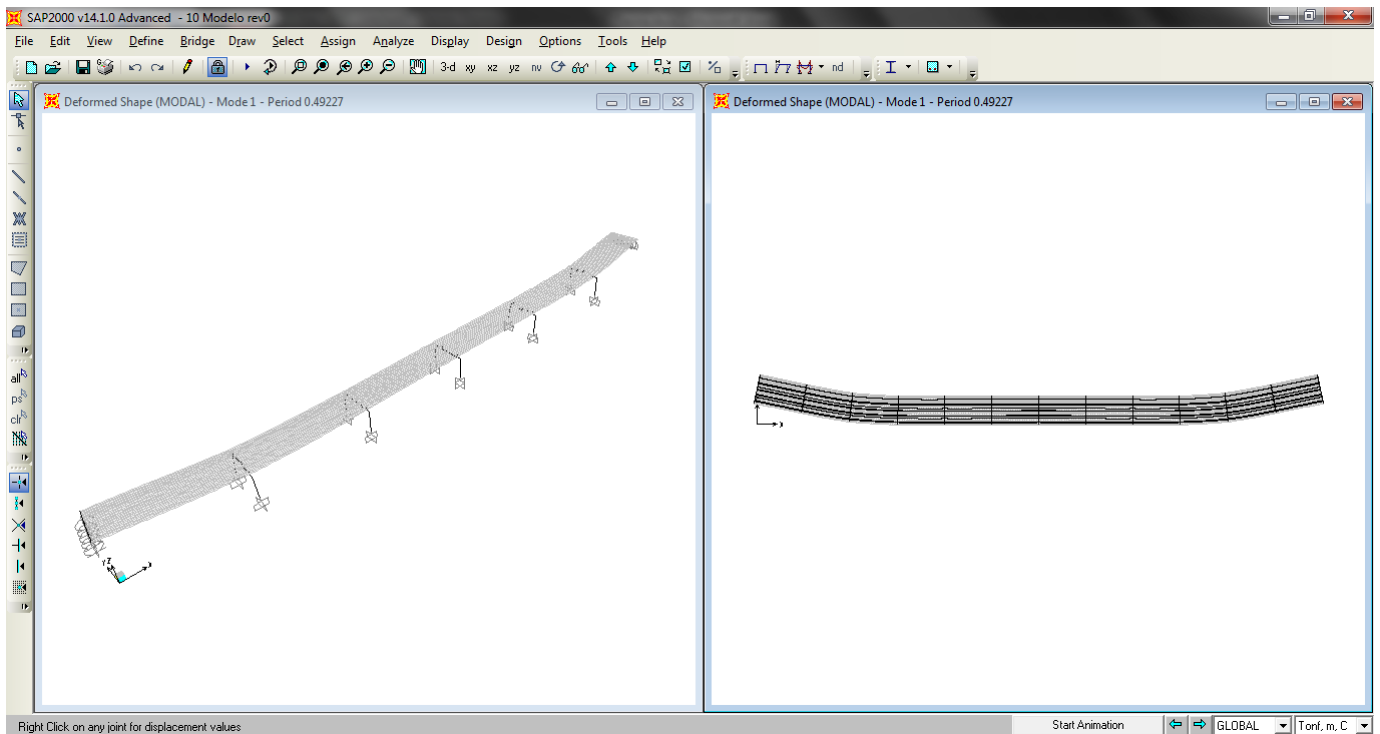 SAP2000 v14.1.0 Advanced - 10 Modelo rev0
File Edit View Define Bridge Draw Select Assign Analyze Display Design Options Tools Help
3-d xy xz yz nv nd
Deformed Shape (MODAL) - Mode 1 - Period 0.49227
Deformed Shape (MODAL) - Mode 1 - Period 0.49227
all
ps
clr
Y Z X
X
Right Click on any joint for displacement values
Start Animation
GLOBAL
Tonf, m, C